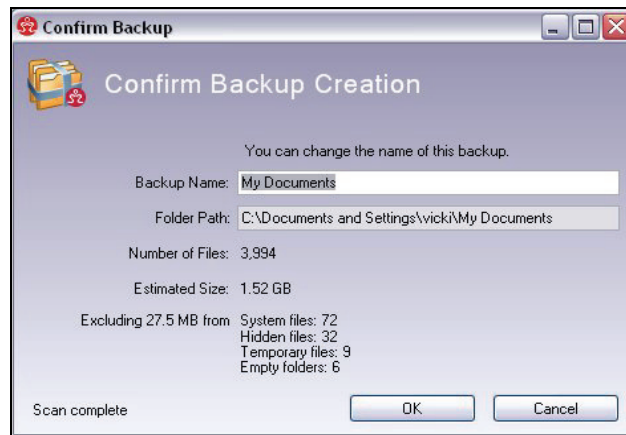 Confirm Backup
Confirm Backup Creation
You can change the name of this backup.
Backup Name: My Documents
Folder Path: C:\Documents and Settings\vicki\My Documents
Number of Files: 3,994
Estimated Size: 1.52 GB
Excluding 27.5 MB from System files: 72
Hidden files: 32
Temporary files: 9
Empty folders: 6
Scan complete OK Cancel